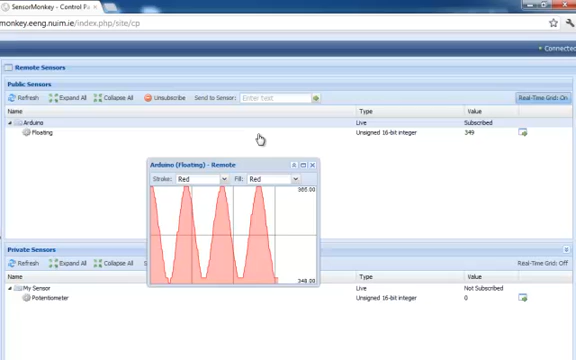 SensorMonkey - Control Pa
monkey.eeng.nuim.ie/index.php/site/cp
Connected
Remote Sensors
Public Sensors
Refresh Expand All Collapse All Unsubscribe Send to Sensor: Enter text Real-Time Grid: On
Name Type Value
Arduino Live Subscribed
Floating Unsigned 16-bit integer 349
Arduino (Floating) - Remote
Stroke: Red Fill: Red
348.00
Private Sensors
Refresh Expand All Collapse All Real-Time Grid: Off
Name Type Value
My Sensor Live Not Subscribed
Potentiometer Unsigned 16-bit integer 0